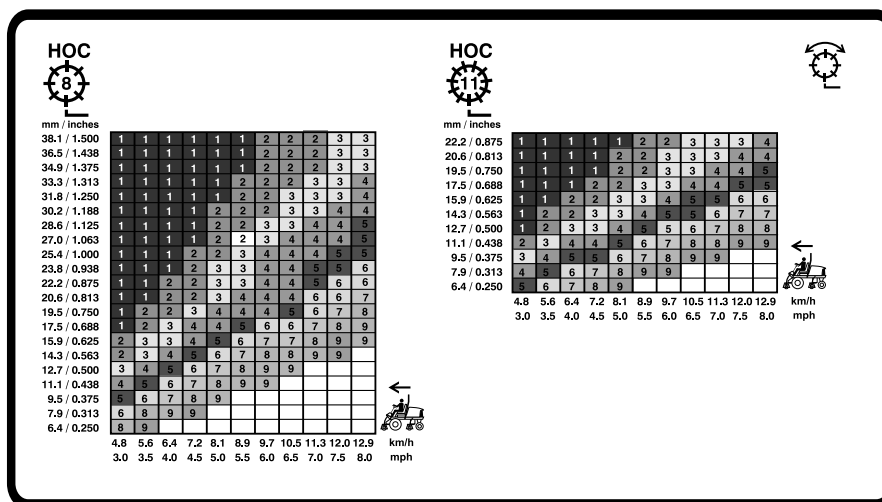 HOC
8
mm / inches
38.1 / 1.500 1 1 1 1 1 1 2 2 2 3 3
36.5 / 1.438 1 1 1 1 1 1 2 2 2 3 3
34.9 / 1.375 1 1 1 1 1 1 2 2 2 3 3
33.3 / 1.313 1 1 1 1 1 2 2 2 3 3 4
31.8 / 1.250 1 1 1 1 1 2 2 3 3 3 4
30.2 / 1.188 1 1 1 1 2 2 2 3 3 4 4
28.6 / 1.125 1 1 1 1 2 2 3 3 4 4 5
27.0 / 1.063 1 1 1 1 2 2 3 4 4 4 5
25.4 / 1.000 1 1 1 2 2 3 4 4 4 5 5
23.8 / 0.938 1 1 1 2 3 3 4 4 5 5 6
22.2 / 0.875 1 1 2 2 3 3 4 4 5 6 6
20.6 / 0.813 1 1 2 2 3 4 4 4 6 6 7
19.5 / 0.750 1 2 2 3 4 4 4 5 6 7 8
17.5 / 0.688 1 2 3 4 4 5 6 6 7 8 9
15.9 / 0.625 2 3 3 4 5 6 7 7 8 9 9
14.3 / 0.563 2 3 4 5 6 7 8 8 9 9
12.7 / 0.500 3 4 5 6 7 8 9 9
11.1 / 0.438 4 5 6 7 8 9 9
9.5 / 0.375 5 6 7 8 9
7.9 / 0.313 6 8 9 9
6.4 / 0.250 8 9
4.8 5.6 6.4 7.2 8.1 8.9 9.7 10.5 11.3 12.0 12.9 km/h
3.0 3.5 4.0 4.5 5.0 5.5 6.0 6.5 7.0 7.5 8.0 mph
HOC
11
mm / inches
22.2 / 0.875 1 1 1 1 1 2 2 3 3 3 4
20.6 / 0.813 1 1 1 1 2 2 3 3 3 4 4
19.5 / 0.750 1 1 1 1 2 2 3 3 4 4 5
17.5 / 0.688 1 1 1 2 2 3 3 4 4 5 5
15.9 / 0.625 1 1 2 2 3 3 4 5 5 6 6
14.3 / 0.563 1 2 2 3 3 4 5 5 6 7 7
12.7 / 0.500 1 2 3 3 4 5 5 6 7 8 8
11.1 / 0.438 2 3 4 4 5 6 7 8 8 9 9
9.5 / 0.375 3 4 5 5 6 7 8 9 9
7.9 / 0.313 4 5 6 7 8 9 9
6.4 / 0.250 5 6 7 8 9
4.8 5.6 6.4 7.2 8.1 8.9 9.7 10.5 11.3 12.0 12.9 km/h
3.0 3.5 4.0 4.5 5.0 5.5 6.0 6.5 7.0 7.5 8.0 mph